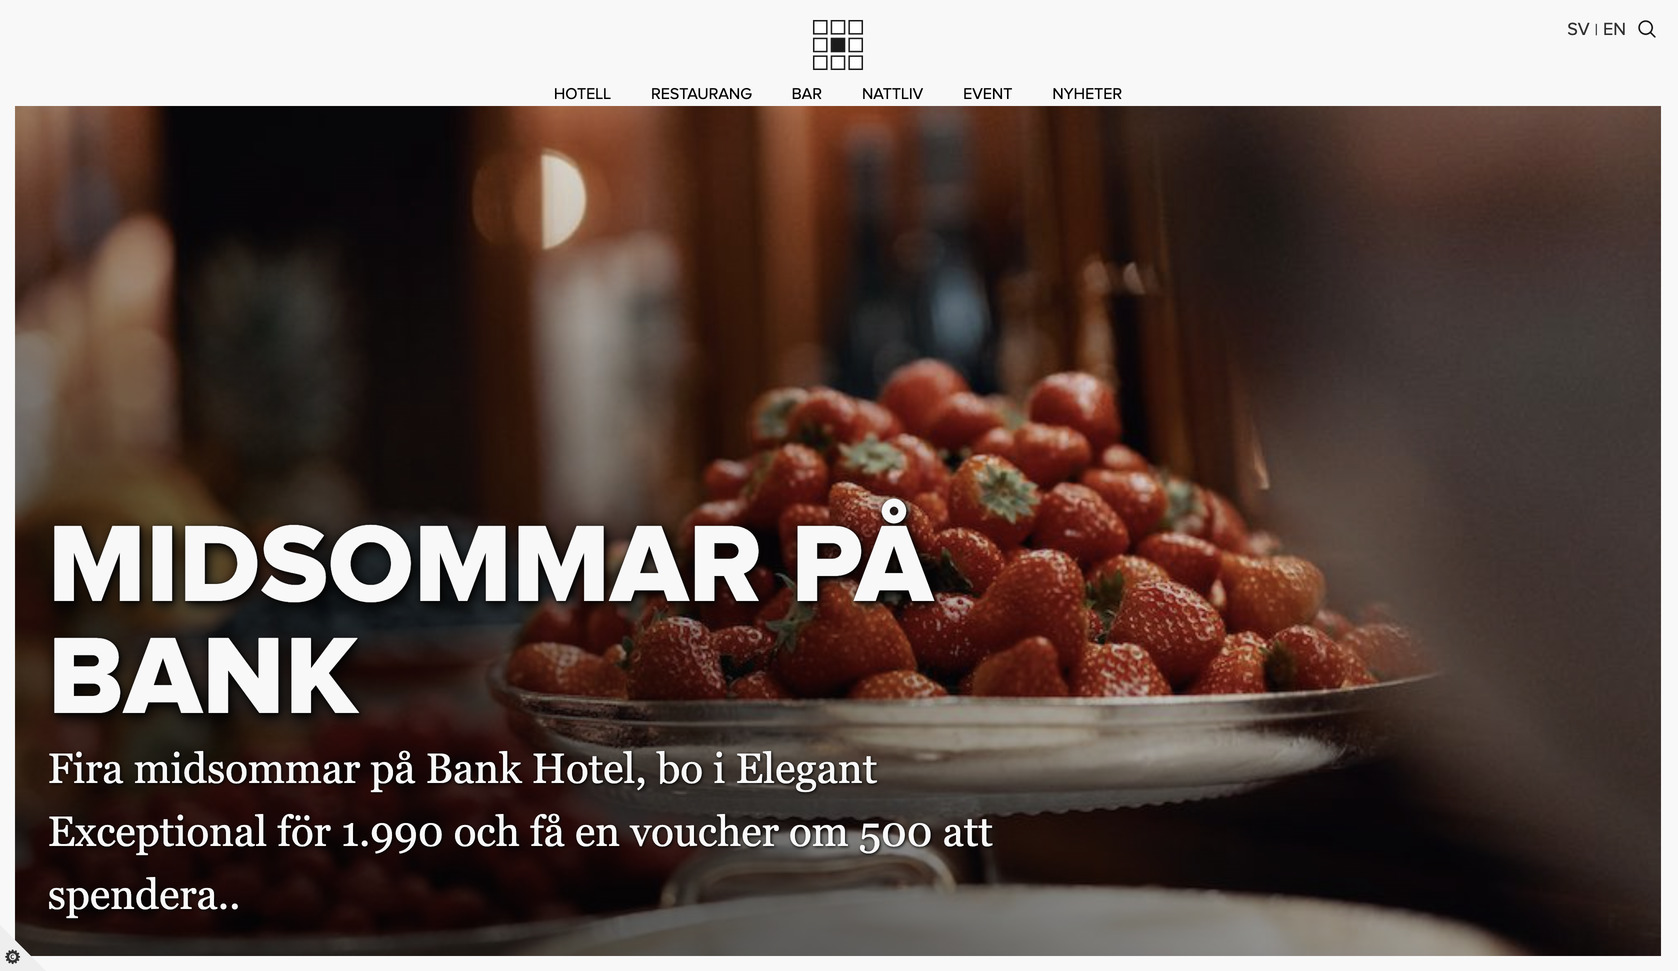 SV | EN
HOTELL RESTAURANG BAR NATTLIV EVENT NYHETER
MIDSOMMAR PÅ
BANK
Fira midsommar på Bank Hotel, bo i Elegant
Exceptional för 1.990 och få en voucher om 500 att
spendera..